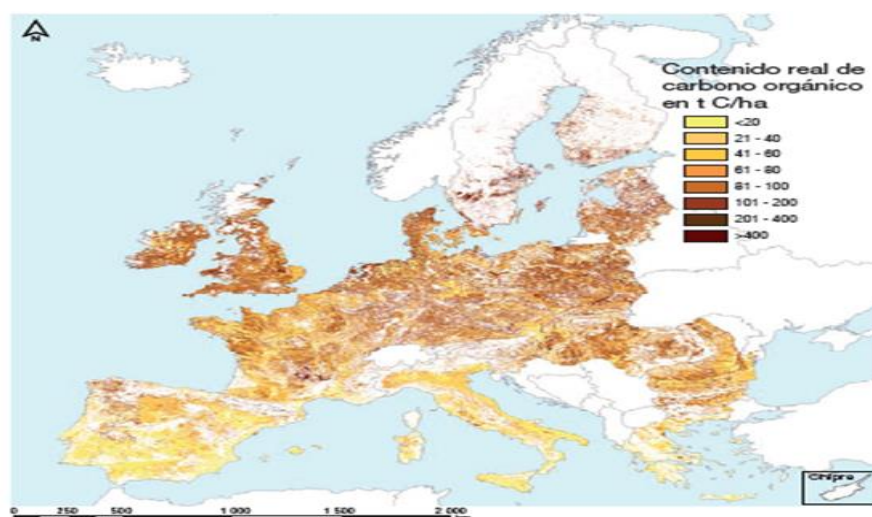 N
Contenido real de
carbono orgánico
en t C/ha
<20
21 - 40
41 - 60
61 - 80
81 - 100
101 - 200
201 - 400
>400
Chipre
0 250 500 1 000 1 500 2 000